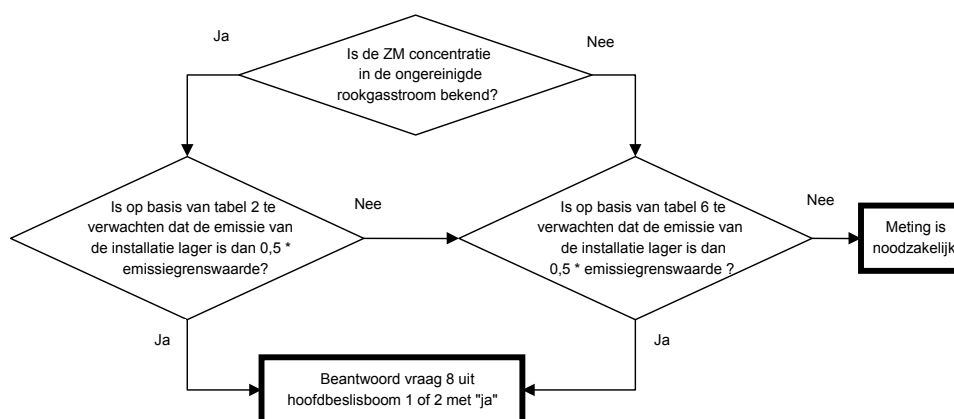 Ja
Nee
Is de ZM concentratie
in de ongereinigde
rookgasstroom bekend?
Is op basis van tabel 2 te
verwachten dat de emissie van
de installatie lager is dan 0,5 *
emissiegrenswaarde?
Nee
Is op basis van tabel 6 te
verwachten dat de emissie van
de installatie lager is dan
0,5 * emissiegrenswaarde ?
Nee
Meting is
noodzakelijk
Ja
Ja
Beantwoord vraag 8 uit
hoofdbeslisboom 1 of 2 met "ja"